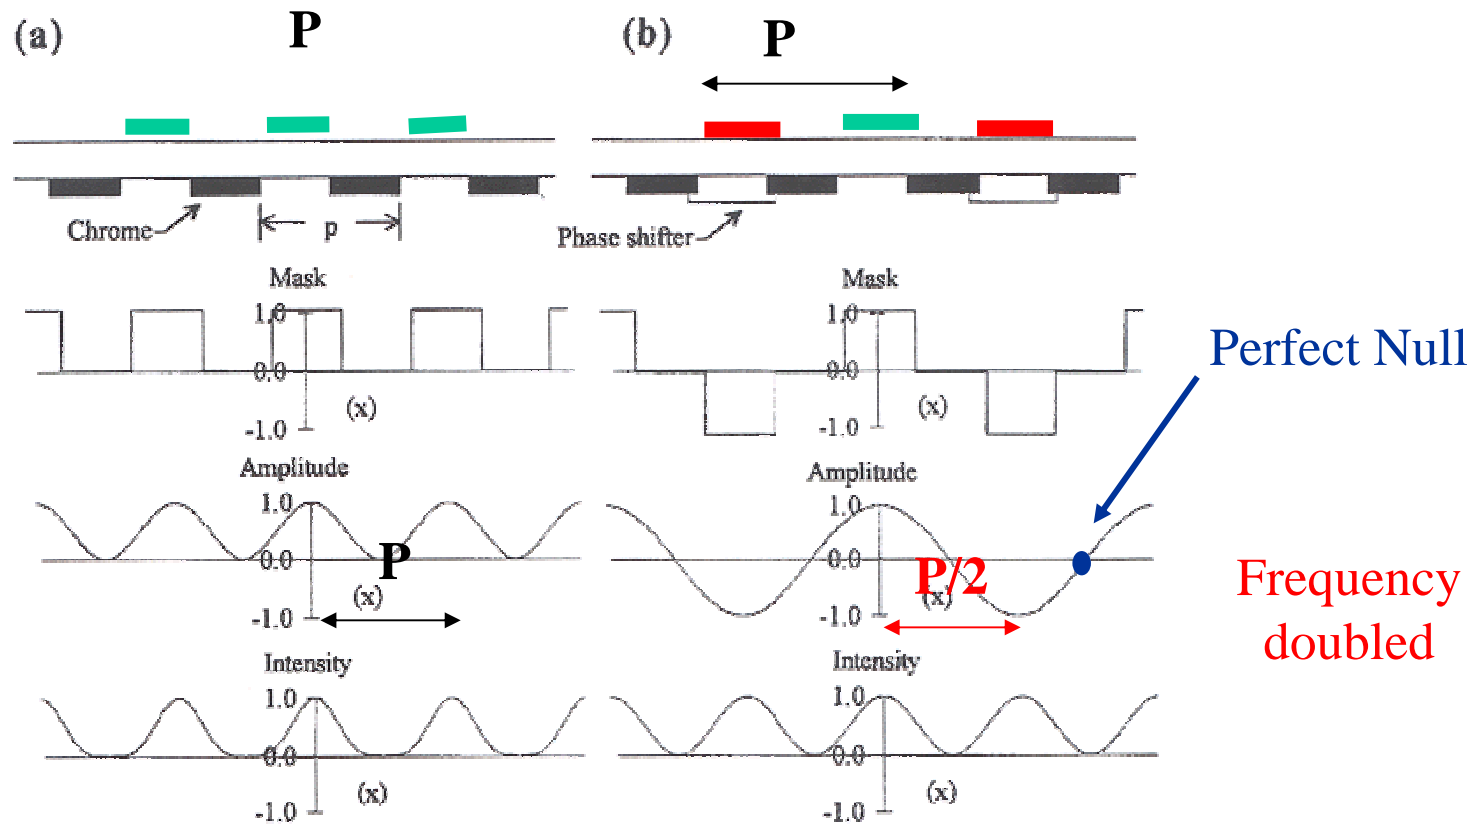 (a)
P
(b)
P
Chrome
p
Phase shifter
Mask
1.0
0.0
-1.0
(x)
Mask
1.0
0.0
-1.0
(x)
Perfect Null
Amplitude
1.0
0.0
-1.0
(x)
P
Amplitude
1.0
0.0
-1.0
(x)
P/2
Frequency
doubled
Intensity
1.0
0.0
-1.0
(x)
Intensity
1.0
0.0
-1.0
(x)